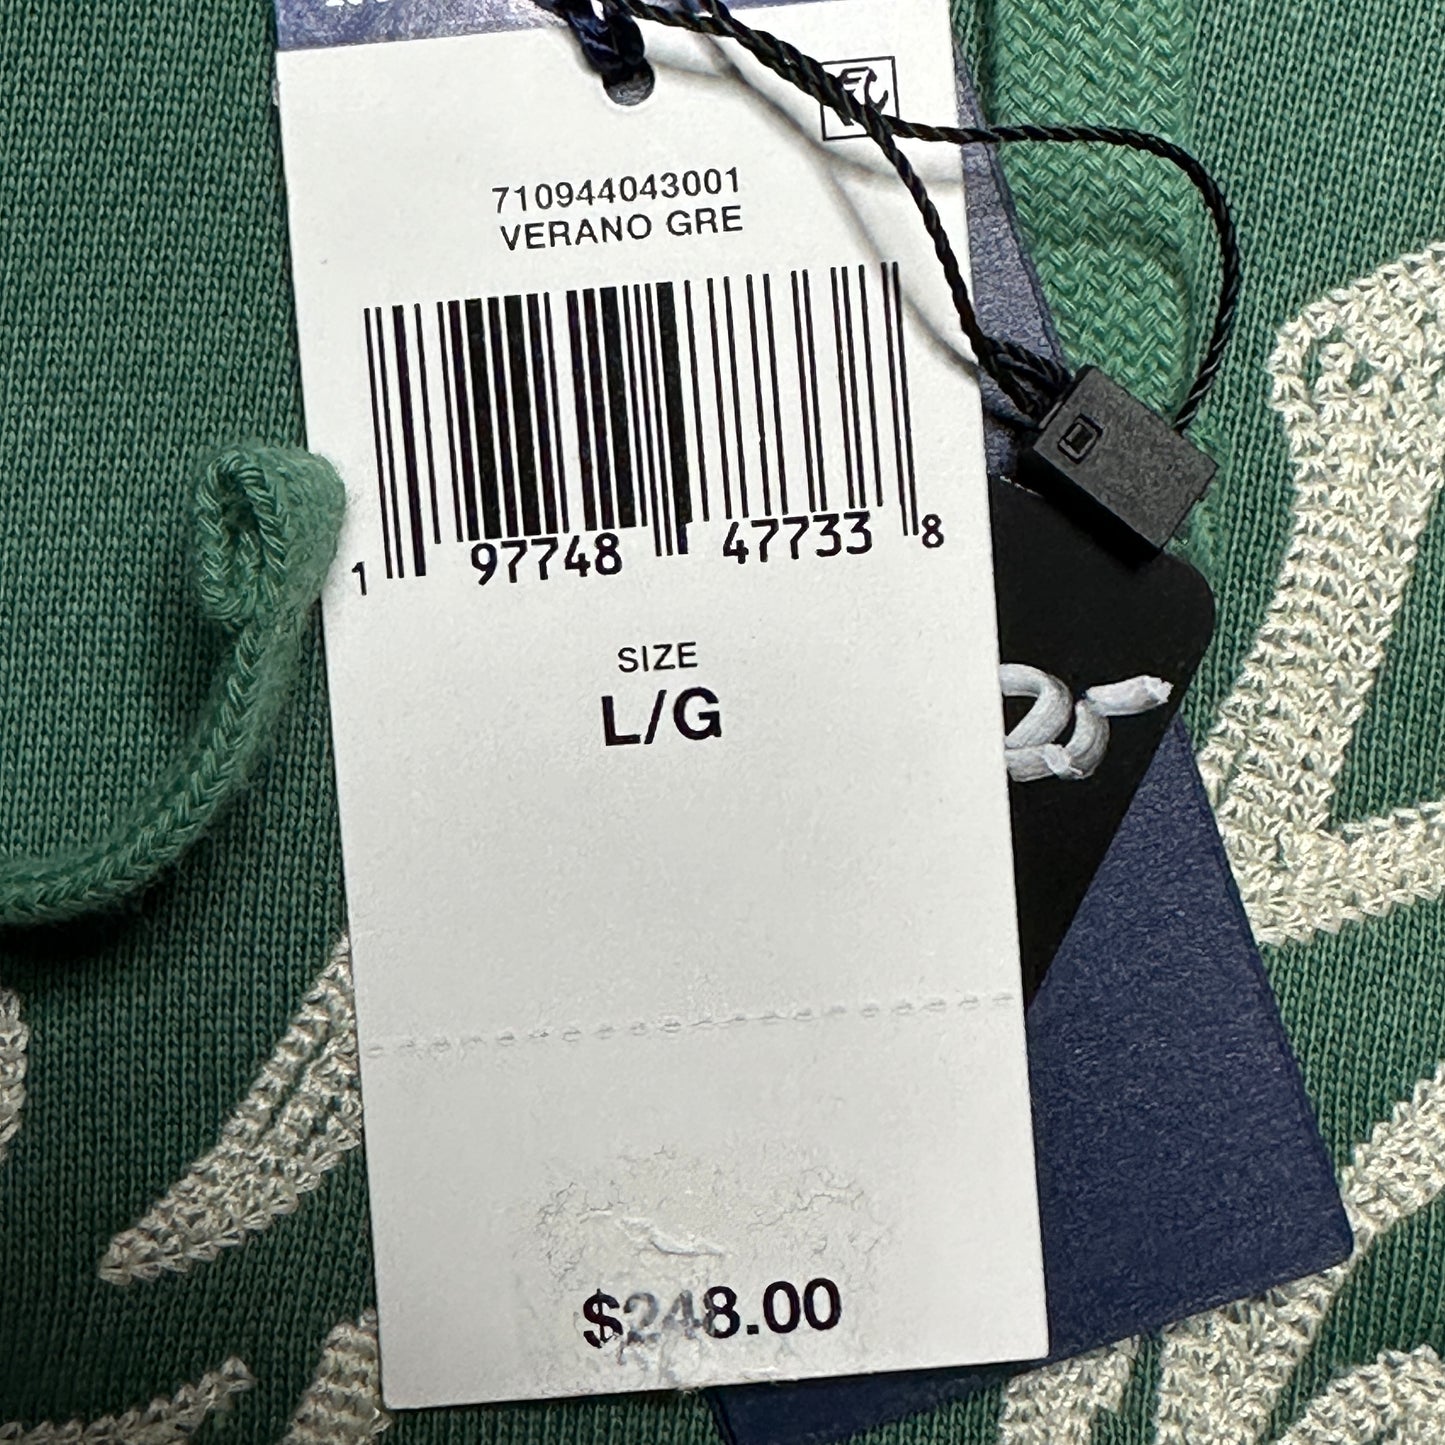 710944043001
VERANO GRE
1 97748 47733 8
SIZE
L/G
$248.00